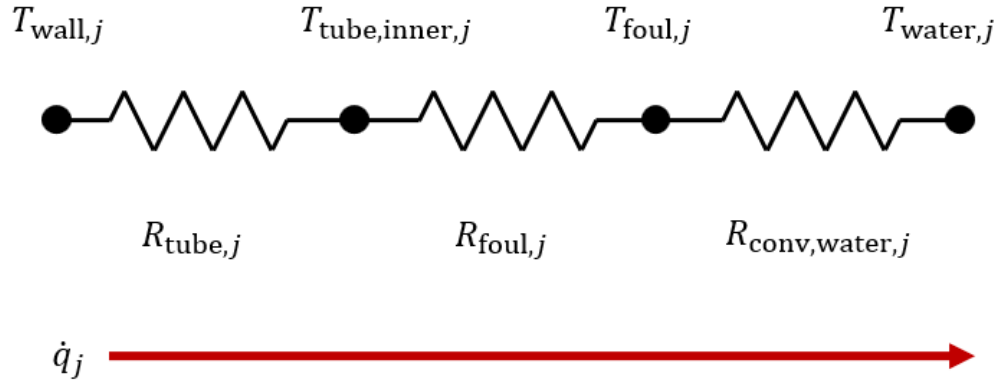 T_wall,j T_tube,inner,j T_foul,j T_water,j
R_tube,j R_foul,j R_conv,water,j
q̇_j